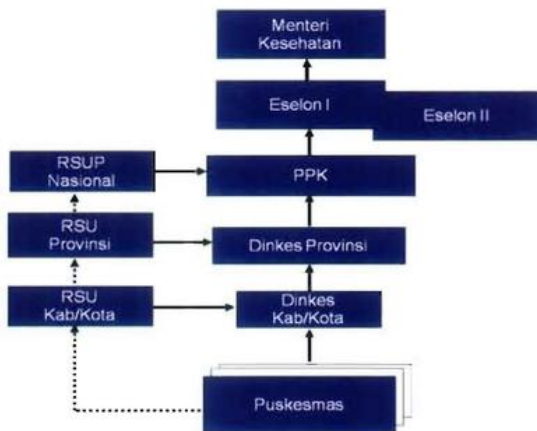 Menteri
Kesehatan
Eselon I
Eselon II
RSUP
Nasional
PPK
RSU
Provinsi
Dinkes Provinsi
RSU
Kab/Kota
Dinkes
Kab/Kota
Puskesmas